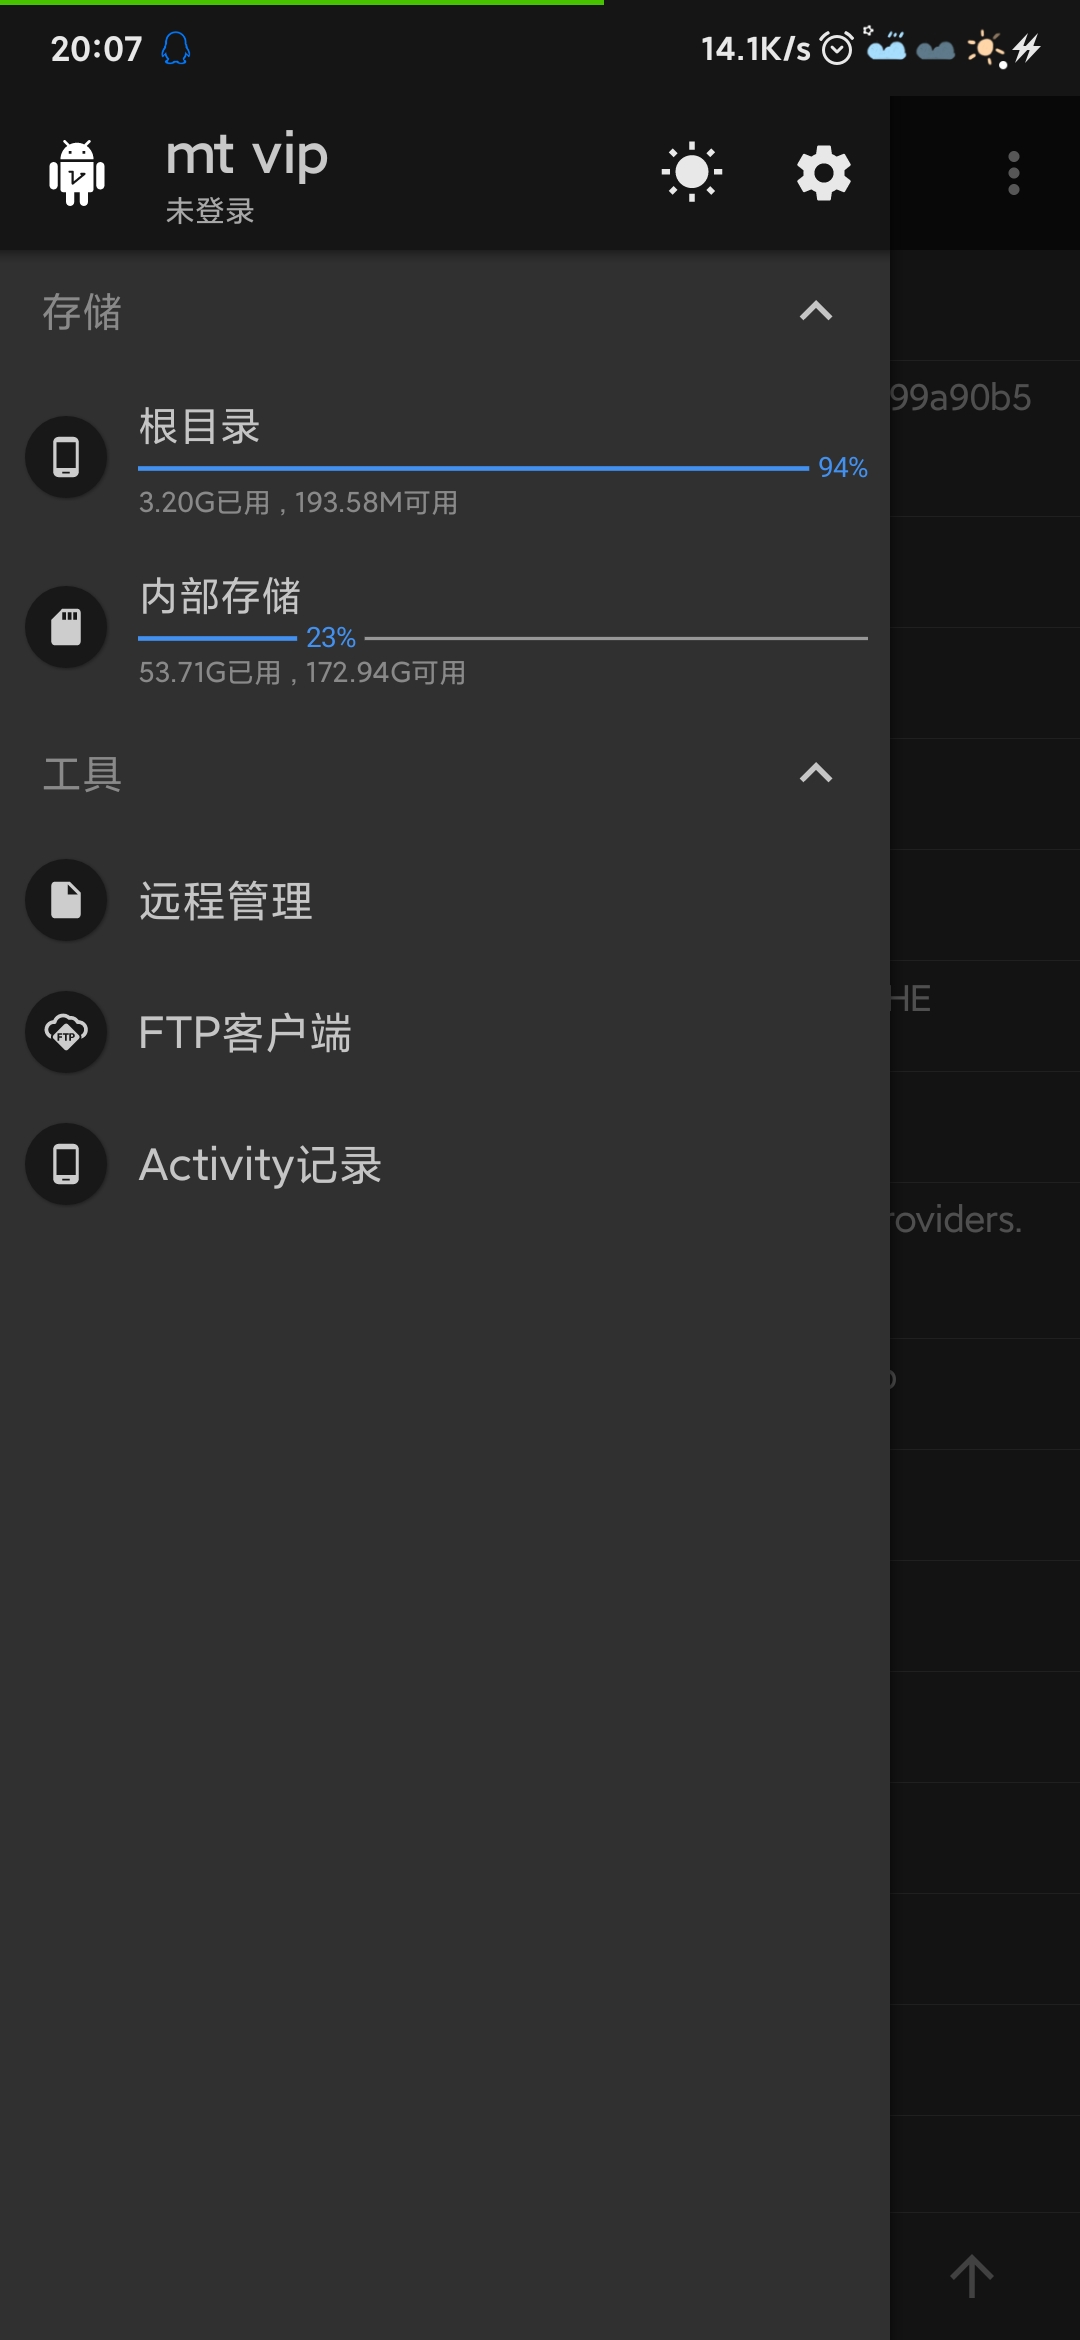 20:07
14.1K/s
mt vip
未登录
存储
99a90b5
根目录
94%
3.20G已用 , 193.58M可用
内部存储
23%
53.71G已用 , 172.94G可用
工具
远程管理
HE
FTP
FTP客户端
Activity记录
roviders.